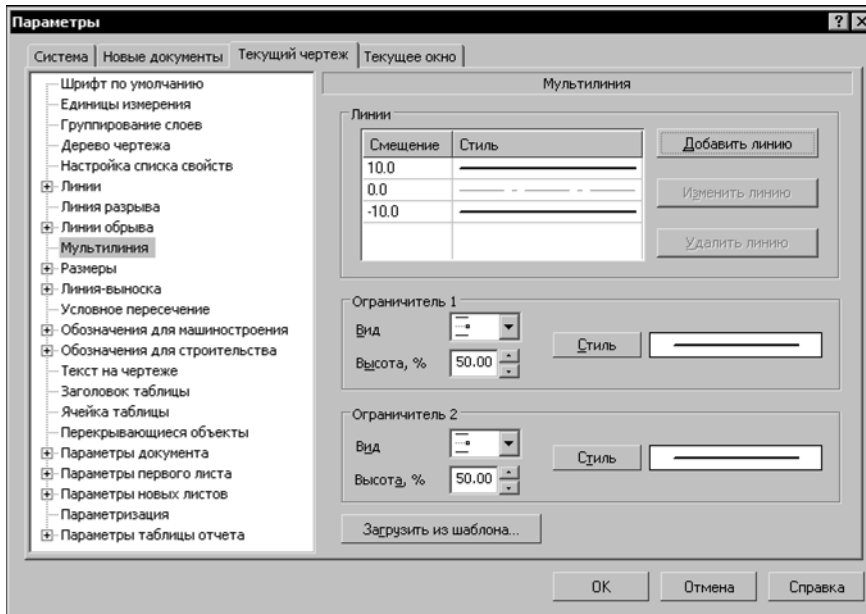 Параметры
Система
Новые документы
Текущий чертеж
Текущее окно
Шрифт по умолчанию
Единицы измерения
Группирование слоев
Дерево чертежа
Настройка списка свойств
Линии
Линия разрыва
Линии обрыва
Мультилиния
Размеры
Линия-выноска
Условное пересечение
Обозначения для машиностроения
Обозначения для строительства
Текст на чертеже
Заголовок таблицы
Ячейка таблицы
Перекрывающиеся объекты
Параметры документа
Параметры первого листа
Параметры новых листов
Параметризация
Параметры таблицы отчета
Мультилиния
Линии
Смещение Стиль
10.0
0.0
-10.0
Добавить линию
Изменить линию
Удалить линию
Ограничитель 1
Вид
Высота, % 50.00
Стиль
Ограничитель 2
Вид
Высота, % 50.00
Стиль
Загрузить из шаблона...
OK
Отмена
Справка